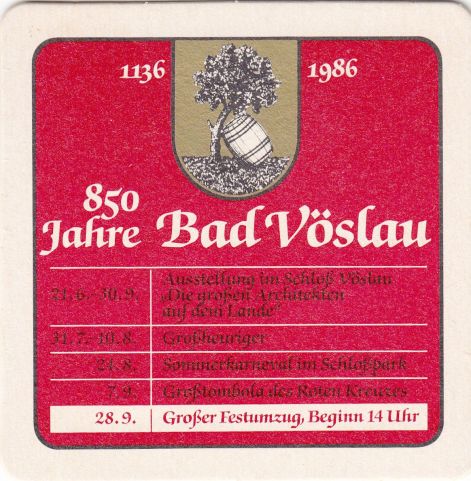 1136 1986
850
Jahre Bad Vöslau
21.6.-30.9. Ausstellung im Schloß Vöslau
„Die großen Architekten
auf dem Lande“
31.7.-10.8. Großheuriger
24.8. Sommerkarneval im Schloßpark
7.9. Großtombola des Roten Kreuzes
28.9. Großer Festumzug, Beginn 14 Uhr